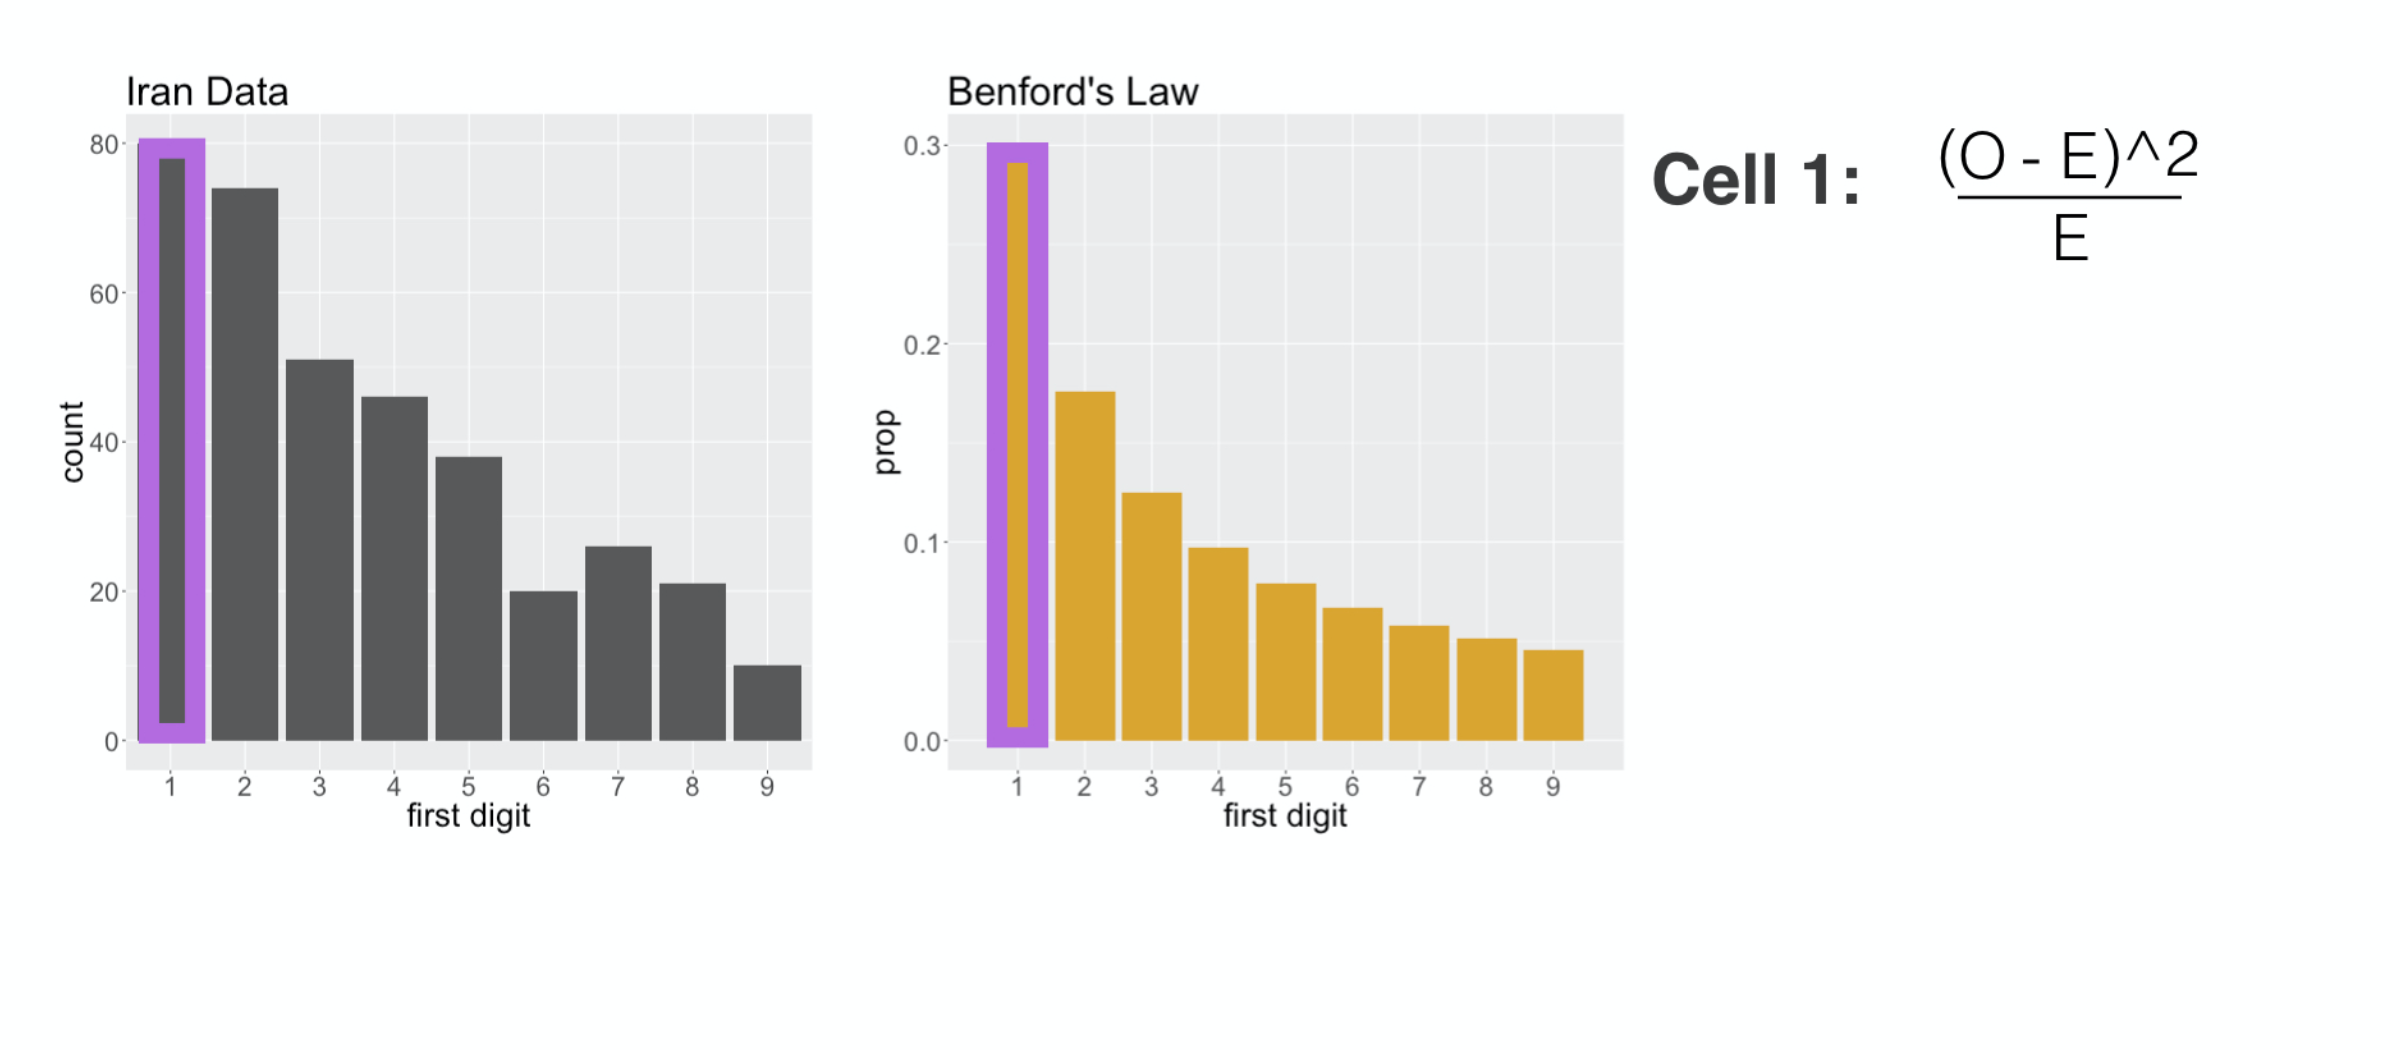 Iran Data
80
60
40
20
0
count
1 2 3 4 5 6 7 8 9
first digit
Benford's Law
0.3
0.2
0.1
0.0
prop
1 2 3 4 5 6 7 8 9
first digit
Cell 1:
(O - E)^2
E